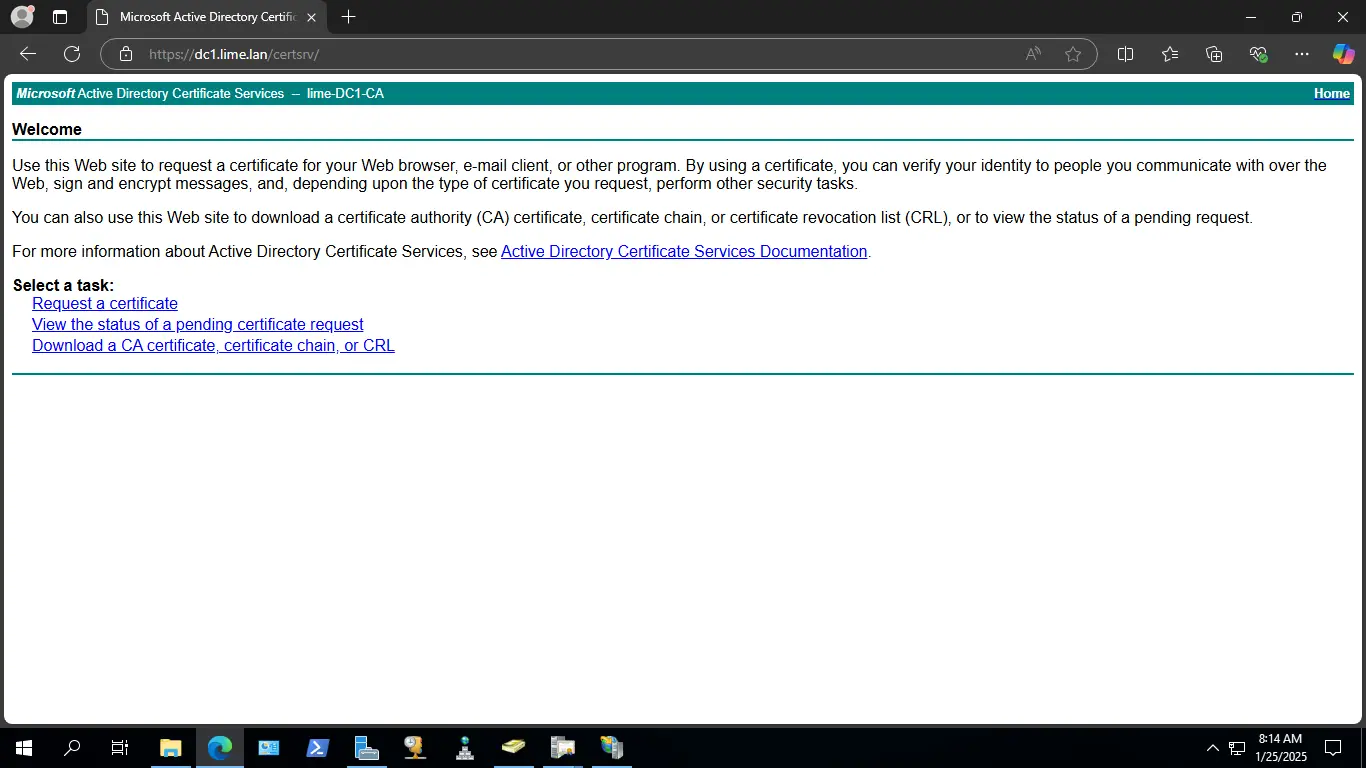 Microsoft Active Directory Certific
https://dc1.lime.lan/certsrv/
Microsoft Active Directory Certificate Services -- lime-DC1-CA
Home
Welcome
Use this Web site to request a certificate for your Web browser, e-mail client, or other program. By using a certificate, you can verify your identity to people you communicate with over the
Web, sign and encrypt messages, and, depending upon the type of certificate you request, perform other security tasks.
You can also use this Web site to download a certificate authority (CA) certificate, certificate chain, or certificate revocation list (CRL), or to view the status of a pending request.
For more information about Active Directory Certificate Services, see Active Directory Certificate Services Documentation.
Select a task:
Request a certificate
View the status of a pending certificate request
Download a CA certificate, certificate chain, or CRL
8:14 AM
1/25/2025